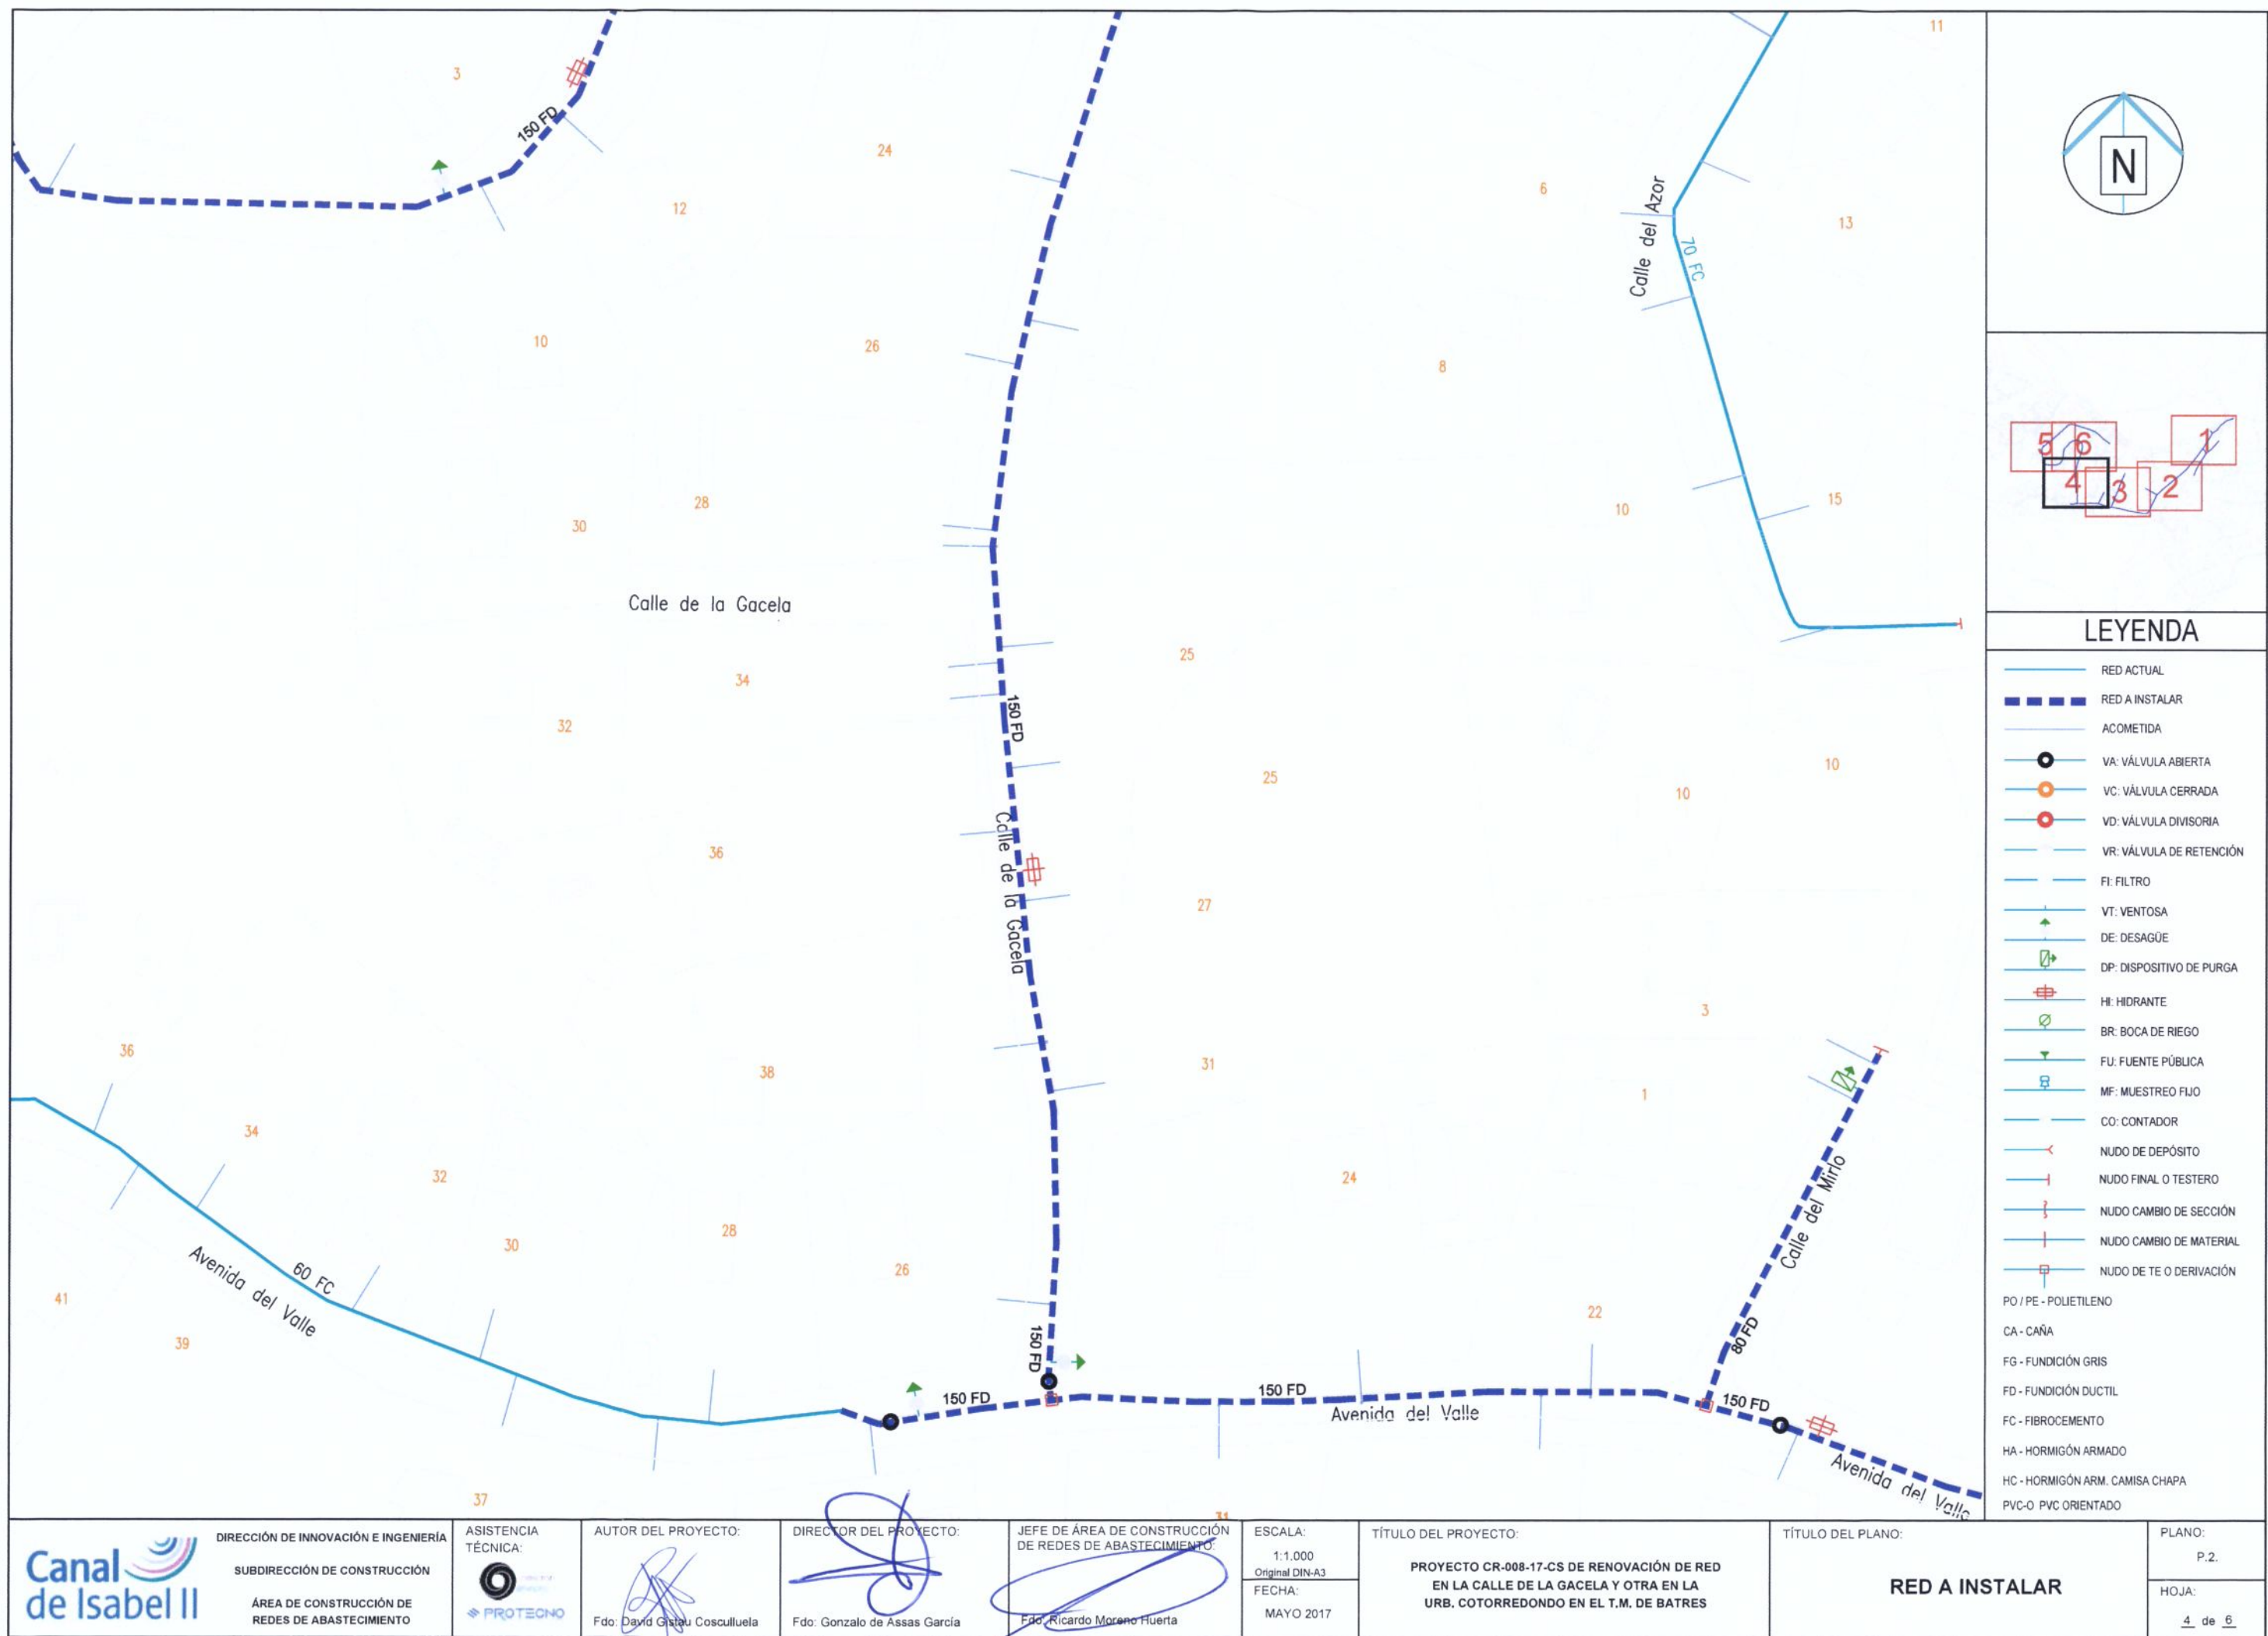 11
3
150 FD
24
12
6
Calle del Azor
13
70 FC
10
26
8
28
30
10
15
Calle de la Gacela
25
34
32
150 FD
25
10
10
36
Calle de la Gacela
27
3
36
38
31
1
34
32
24
Calle del Mirlo
28
30
26
60 FC
Avenida del Valle
41
39
22
80 FD
150 FD
150 FD
150 FD
Avenida del Valle
150 FD
Avenida del Valle
37
31
N
5
6
1
4
3
2
LEYENDA
RED ACTUAL
RED A INSTALAR
ACOMETIDA
VA: VÁLVULA ABIERTA
VC: VÁLVULA CERRADA
VD: VÁLVULA DIVISORIA
VR: VÁLVULA DE RETENCIÓN
FI: FILTRO
VT: VENTOSA
DE: DESAGÜE
DP: DISPOSITIVO DE PURGA
HI: HIDRANTE
BR: BOCA DE RIEGO
FU: FUENTE PÚBLICA
MF: MUESTREO FIJO
CO: CONTADOR
NUDO DE DEPÓSITO
NUDO FINAL O TESTERO
NUDO CAMBIO DE SECCIÓN
NUDO CAMBIO DE MATERIAL
NUDO DE TE O DERIVACIÓN
PO / PE - POLIETILENO
CA - CAÑA
FG - FUNDICIÓN GRIS
FD - FUNDICIÓN DUCTIL
FC - FIBROCEMENTO
HA - HORMIGÓN ARMADO
HC - HORMIGÓN ARM. CAMISA CHAPA
PVC-O PVC ORIENTADO
Canal
de Isabel II
DIRECCIÓN DE INNOVACIÓN E INGENIERÍA
SUBDIRECCIÓN DE CONSTRUCCIÓN
ÁREA DE CONSTRUCCIÓN DE
REDES DE ABASTECIMIENTO
ASISTENCIA
TÉCNICA:
PROTECNO
AUTOR DEL PROYECTO:
Fdo: David Gistau Cosculluela
DIRECTOR DEL PROYECTO:
Fdo: Gonzalo de Assas García
JEFE DE ÁREA DE CONSTRUCCIÓN
DE REDES DE ABASTECIMIENTO:
Fdo: Ricardo Moreno Huerta
ESCALA:
1:1.000
Original DIN-A3
FECHA:
MAYO 2017
TÍTULO DEL PROYECTO:
PROYECTO CR-008-17-CS DE RENOVACIÓN DE RED
EN LA CALLE DE LA GACELA Y OTRA EN LA
URB. COTORREDONDO EN EL T.M. DE BATRES
TÍTULO DEL PLANO:
RED A INSTALAR
PLANO:
P.2.
HOJA:
4 de 6